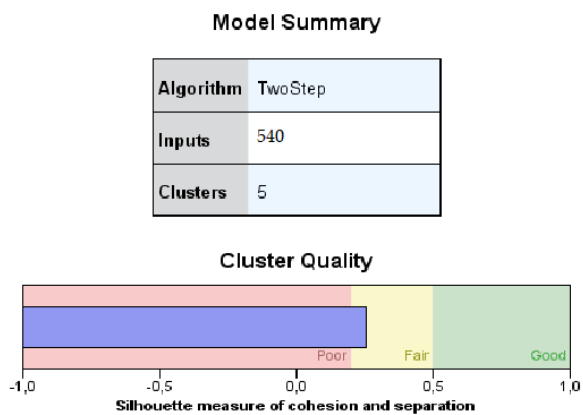 Model Summary
Algorithm TwoStep
Inputs 540
Clusters 5
Cluster Quality
Poor Fair Good
-1,0 -0,5 0,0 0,5 1,0
Silhouette measure of cohesion and separation